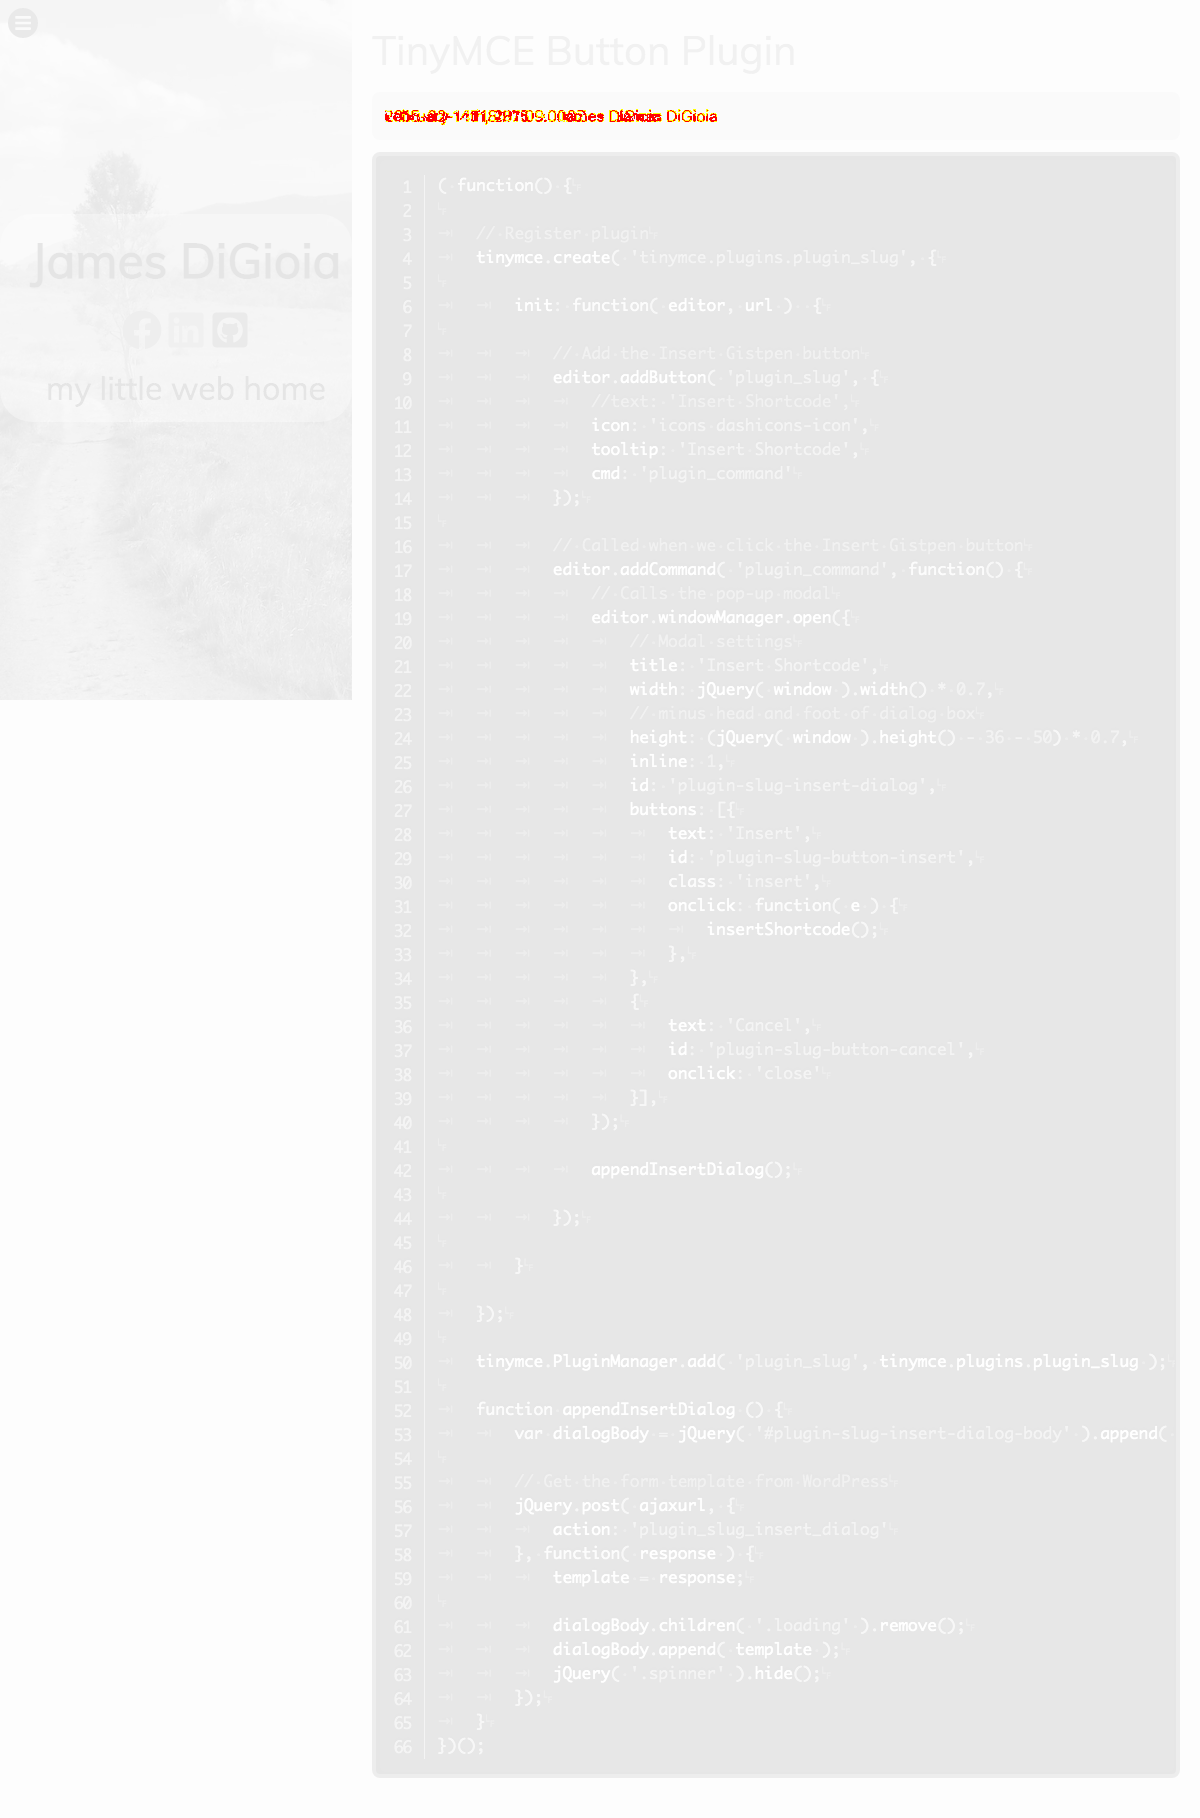 TinyMCE Button Plugin
James DiGioia
James DiGioia
my little web home
1 ( function() {
2
3 // Register plugin
4 tinymce.create( 'tinymce.plugins.plugin_slug', {
5
6 init: function( editor, url )  {
7
8 // Add the Insert Gistpen button
9 editor.addButton( 'plugin_slug', {
10 //text: 'Insert Shortcode',
11 icon: 'icons dashicons-icon',
12 tooltip: 'Insert Shortcode',
13 cmd: 'plugin_command'
14 });
15
16 // Called when we click the Insert Gistpen button
17 editor.addCommand( 'plugin_command', function() {
18 // Calls the pop-up modal
19 editor.windowManager.open({
20 // Modal settings
21 title: 'Insert Shortcode',
22 width: jQuery( window ).width() * 0.7,
23 // minus head and foot of dialog box
24 height: (jQuery( window ).height() - 36 - 50) * 0.7,
25 inline: 1,
26 id: 'plugin-slug-insert-dialog',
27 buttons: [{
28 text: 'Insert',
29 id: 'plugin-slug-button-insert',
30 class: 'insert',
31 onclick: function( e ) {
32 insertShortcode();
33 },
34 },
35 {
36 text: 'Cancel',
37 id: 'plugin-slug-button-cancel',
38 onclick: 'close'
39 }],
40 });
41
42 appendInsertDialog();
43
44 });
45
46 }
47
48 });
49
50 tinymce.PluginManager.add( 'plugin_slug', tinymce.plugins.plugin_slug );
51
52 function appendInsertDialog () {
53 var dialogBody = jQuery( '#plugin-slug-insert-dialog-body' ).append(
54
55 // Get the form template from WordPress
56 jQuery.post( ajaxurl, {
57 action: 'plugin_slug_insert_dialog'
58 }, function( response ) {
59 template = response;
60
61 dialogBody.children( '.loading' ).remove();
62 dialogBody.append( template );
63 jQuery( '.spinner' ).hide();
64 });
65 }
66 })();